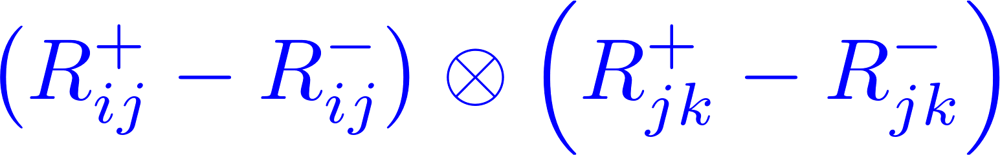 (R_{ij}^{+} − R_{ij}^{−}) ⊗ (R_{jk}^{+} − R_{jk}^{−})